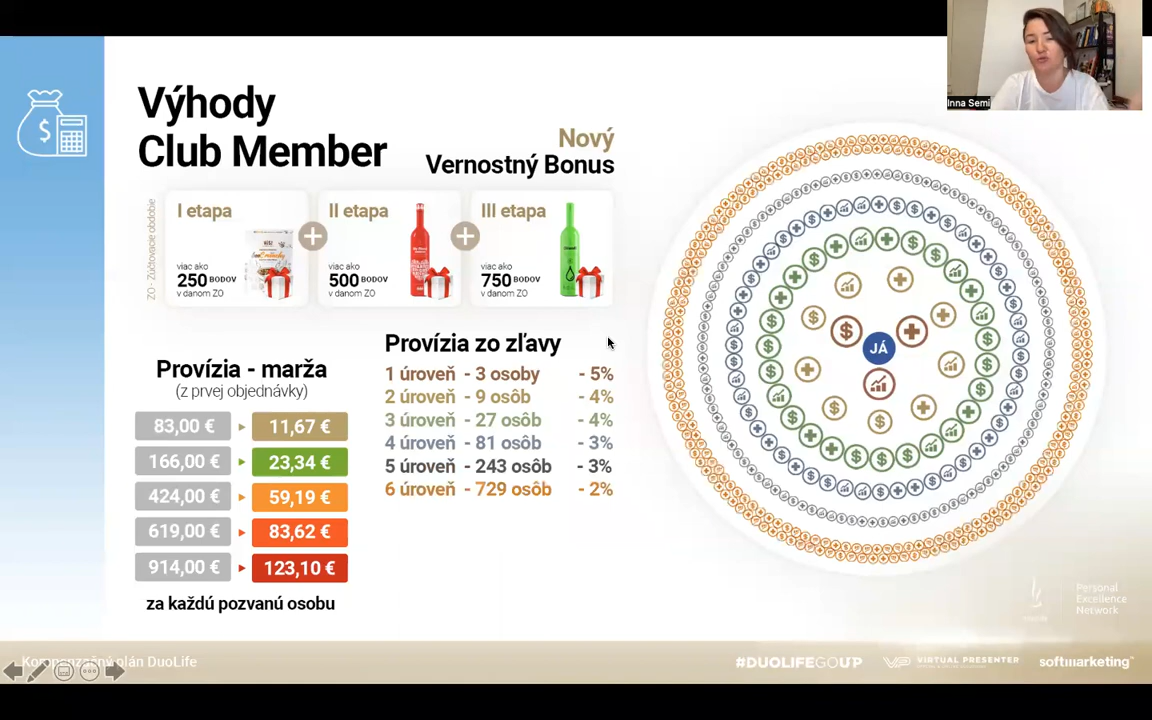 Inna Semi
Výhody
Club Member
Nový
Vernostný Bonus
ZO - Zúčtovacie obdobie
I etapa
viac ako
250 BODOV
v danom ZO
II etapa
viac ako
500 BODOV
v danom ZO
III etapa
viac ako
750 BODOV
v danom ZO
Provízia - marža
(z prvej objednávky)
83,00 € 11,67 €
166,00 € 23,34 €
424,00 € 59,19 €
619,00 € 83,62 €
914,00 € 123,10 €
za každú pozvanú osobu
Provízia zo zľavy
1 úroveň - 3 osoby - 5%
2 úroveň - 9 osôb - 4%
3 úroveň - 27 osôb - 4%
4 úroveň - 81 osôb - 3%
5 úroveň - 243 osôb - 3%
6 úroveň - 729 osôb - 2%
JÁ
Personal
Excellence
Network
Kompenzačný plán DuoLife
#DUOLIFEGOUP
VP VIRTUAL PRESENTER
softmarketing™